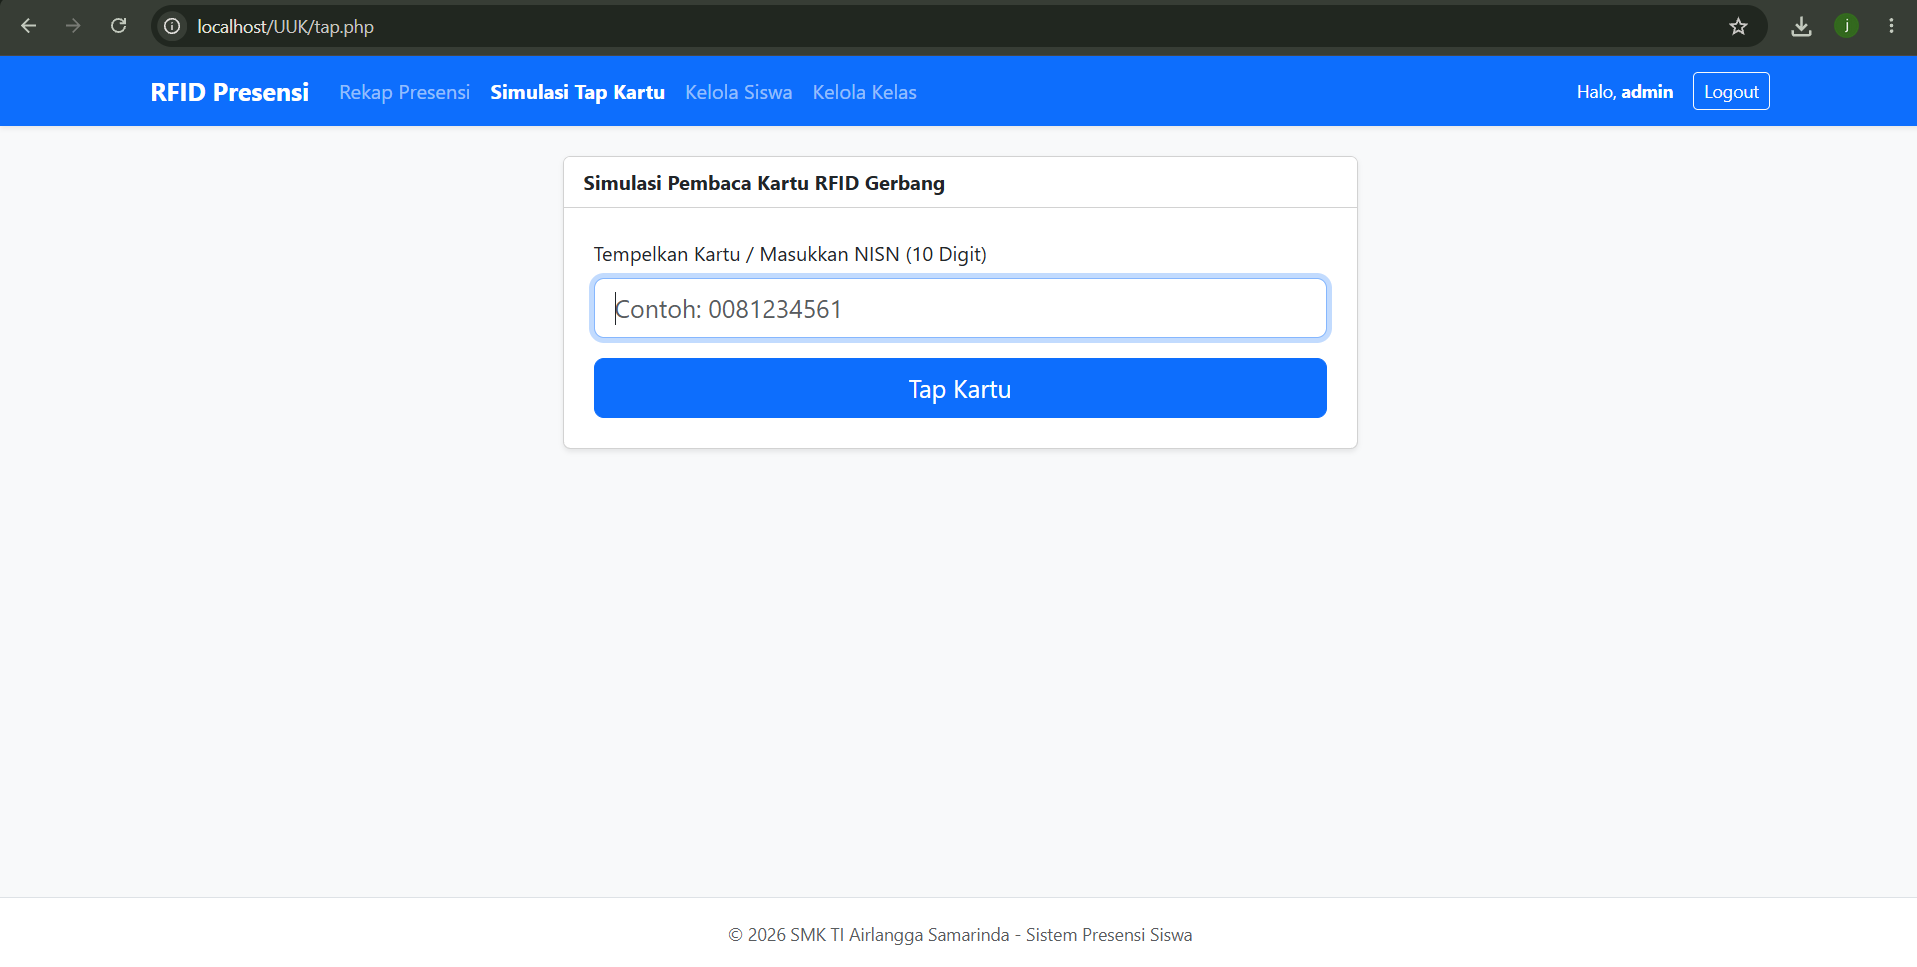 localhost/UUK/tap.php
j
RFID Presensi Rekap Presensi Simulasi Tap Kartu Kelola Siswa Kelola Kelas Halo, admin Logout
Simulasi Pembaca Kartu RFID Gerbang
Tempelkan Kartu / Masukkan NISN (10 Digit)
Contoh: 0081234561
Tap Kartu
© 2026 SMK TI Airlangga Samarinda - Sistem Presensi Siswa